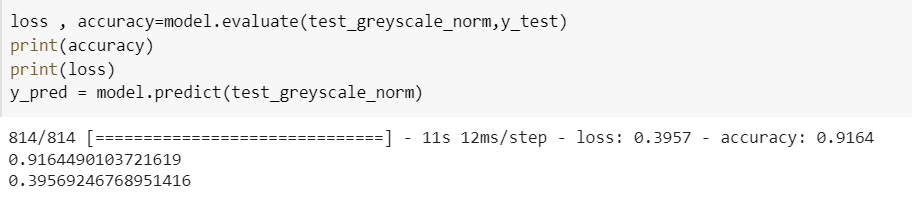 loss , accuracy=model.evaluate(test_greyscale_norm,y_test)
print(accuracy)
print(loss)
y_pred = model.predict(test_greyscale_norm)
814/814 [==============================] - 11s 12ms/step - loss: 0.3957 - accuracy: 0.9164
0.9164490103721619
0.39569246768951416